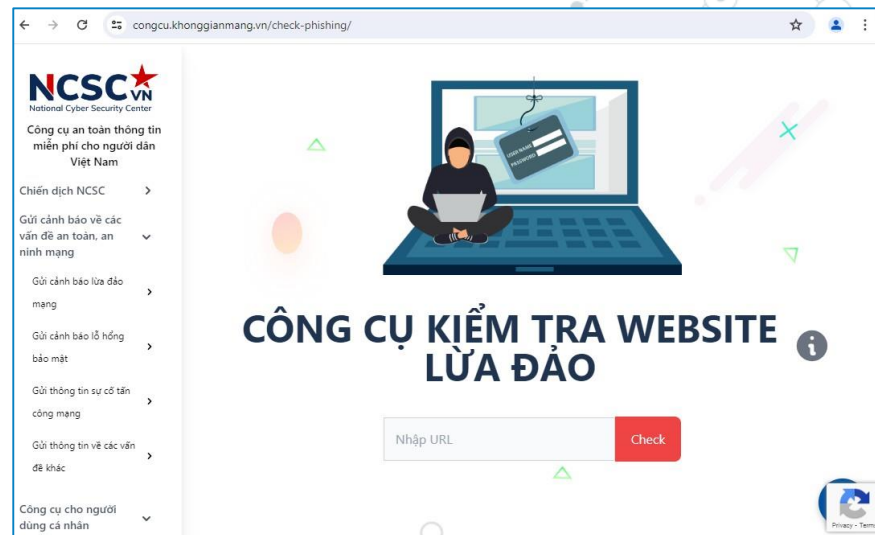 congcu.khonggianmang.vn/check-phishing/
NCSC VN
National Cyber Security Center
Công cụ an toàn thông tin
miễn phí cho người dân
Việt Nam
Chiến dịch NCSC
Gửi cảnh báo về các
vấn đề an toàn, an
ninh mạng
Gửi cảnh báo lừa đảo
mạng
Gửi cảnh báo lỗ hổng
bảo mật
Gửi thông tin sự cố tấn
công mạng
Gửi thông tin về các vấn
đề khác
Công cụ cho người
dùng cá nhân
USER NAME
PASSWORD
CÔNG CỤ KIỂM TRA WEBSITE
LỪA ĐẢO
i
Nhập URL
Check
Privacy - Term